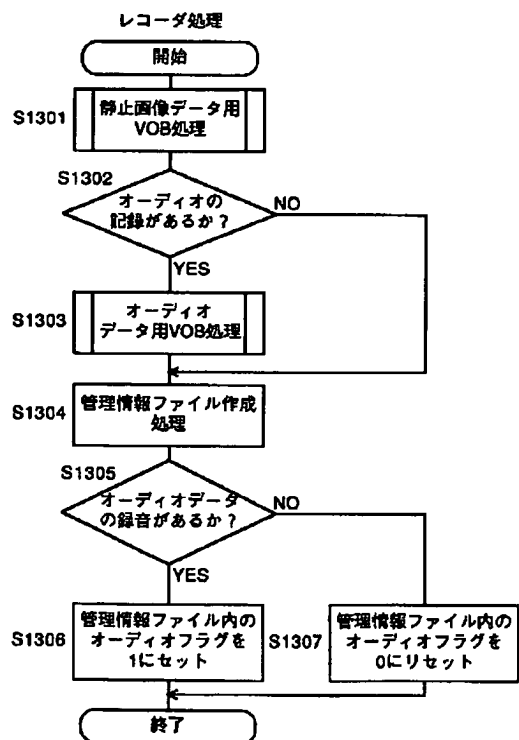 レコーダ処理
開始
S1301
静止画像データ用
VOB処理
S1302
オーディオの
記録があるか?
NO
YES
S1303
オーディオ
データ用VOB処理
S1304
管理情報ファイル作成
処理
S1305
オーディオデータ
の録音があるか?
NO
YES
S1306
管理情報ファイル内の
オーディオフラグを
1にセット
S1307
管理情報ファイル内の
オーディオフラグを
0にリセット
終了